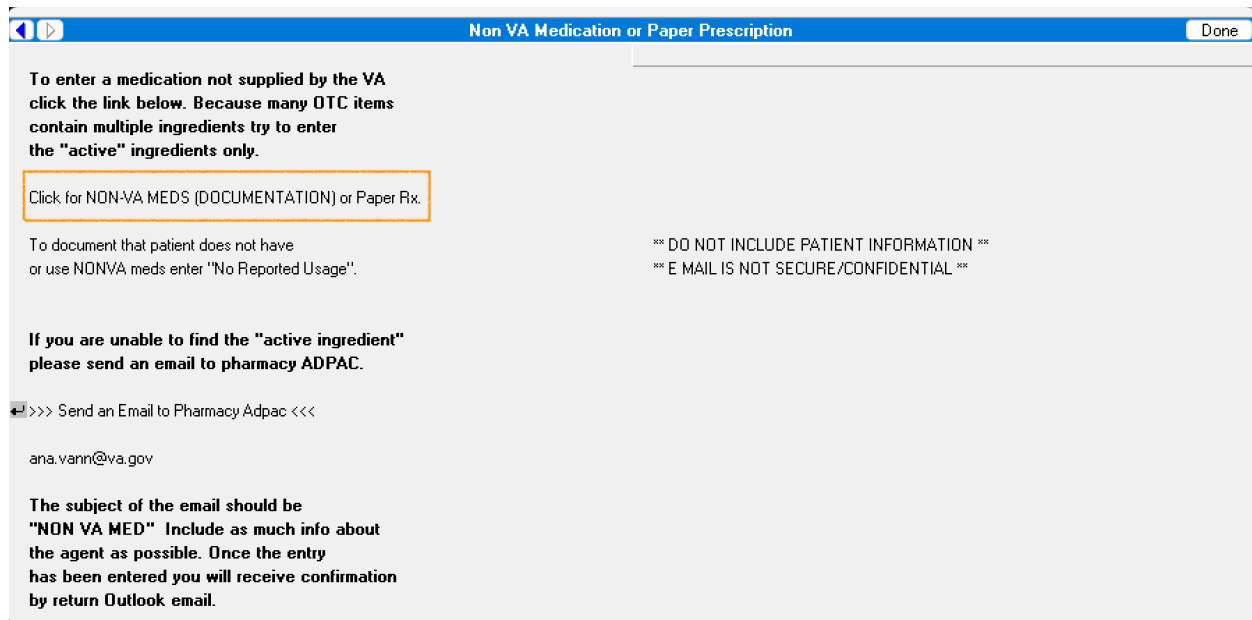 Non VA Medication or Paper Prescription
Done
To enter a medication not supplied by the VA
click the link below. Because many OTC items
contain multiple ingredients try to enter
the "active" ingredients only.
Click for NON-VA MEDS (DOCUMENTATION) or Paper Rx.
To document that patient does not have
or use NONVA meds enter "No Reported Usage".
** DO NOT INCLUDE PATIENT INFORMATION **
** E MAIL IS NOT SECURE/CONFIDENTIAL **
If you are unable to find the "active ingredient"
please send an email to pharmacy ADPAC.
>>> Send an Email to Pharmacy Adpac <<<
ana.vann@va.gov
The subject of the email should be
"NON VA MED"  Include as much info about
the agent as possible. Once the entry
has been entered you will receive confirmation
by return Outlook email.